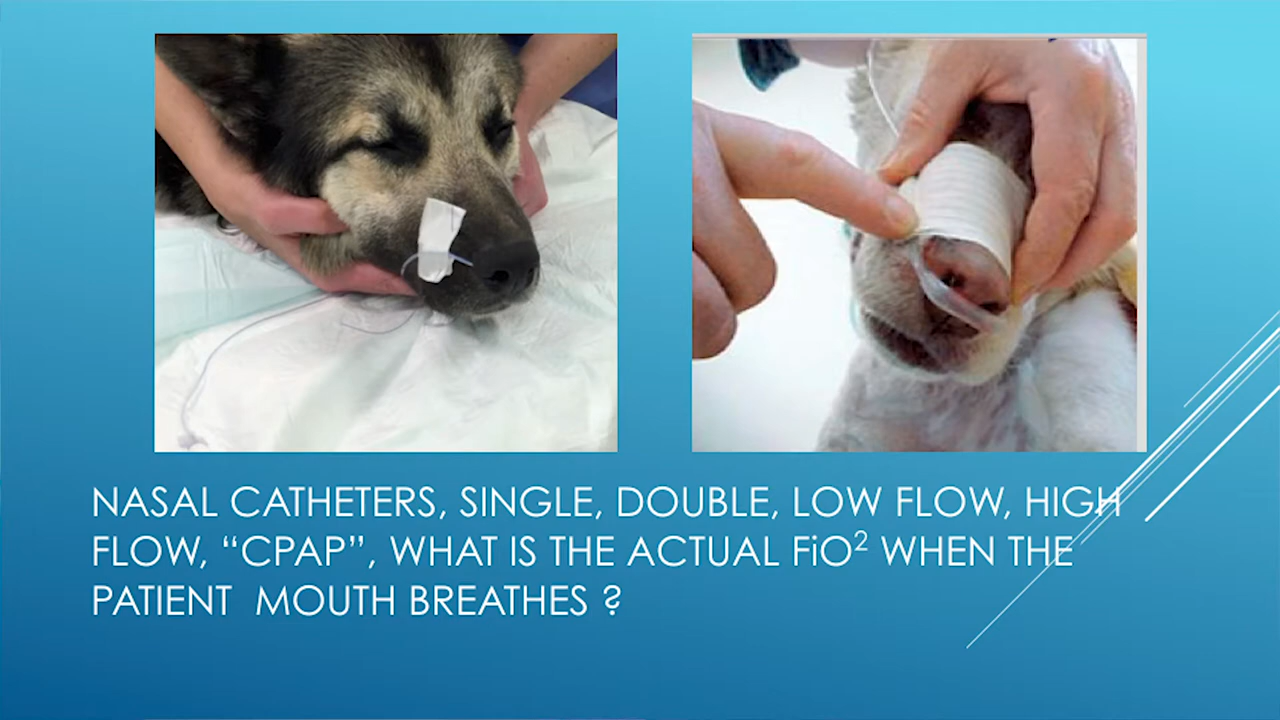 NASAL CATHETERS, SINGLE, DOUBLE, LOW FLOW, HIGH
FLOW, “CPAP”, WHAT IS THE ACTUAL FiO² WHEN THE
PATIENT  MOUTH BREATHES ?